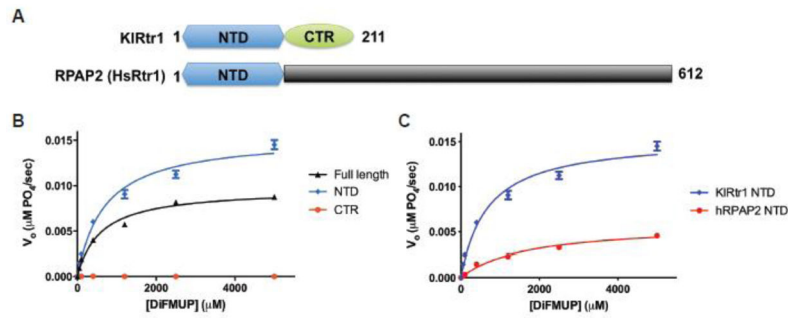 A
KlRtr1 1 NTD CTR 211
RPAP2 (HsRtr1) 1 NTD 612
B
0.015
0.010
0.005
0.000
Vo (µM PO4/sec)
0 2000 4000
[DiFMUP] (µM)
Full length
NTD
CTR
C
0.015
0.010
0.005
0.000
Vo (µM PO4/sec)
0 2000 4000
[DiFMUP] (µM)
KlRtr1 NTD
hRPAP2 NTD